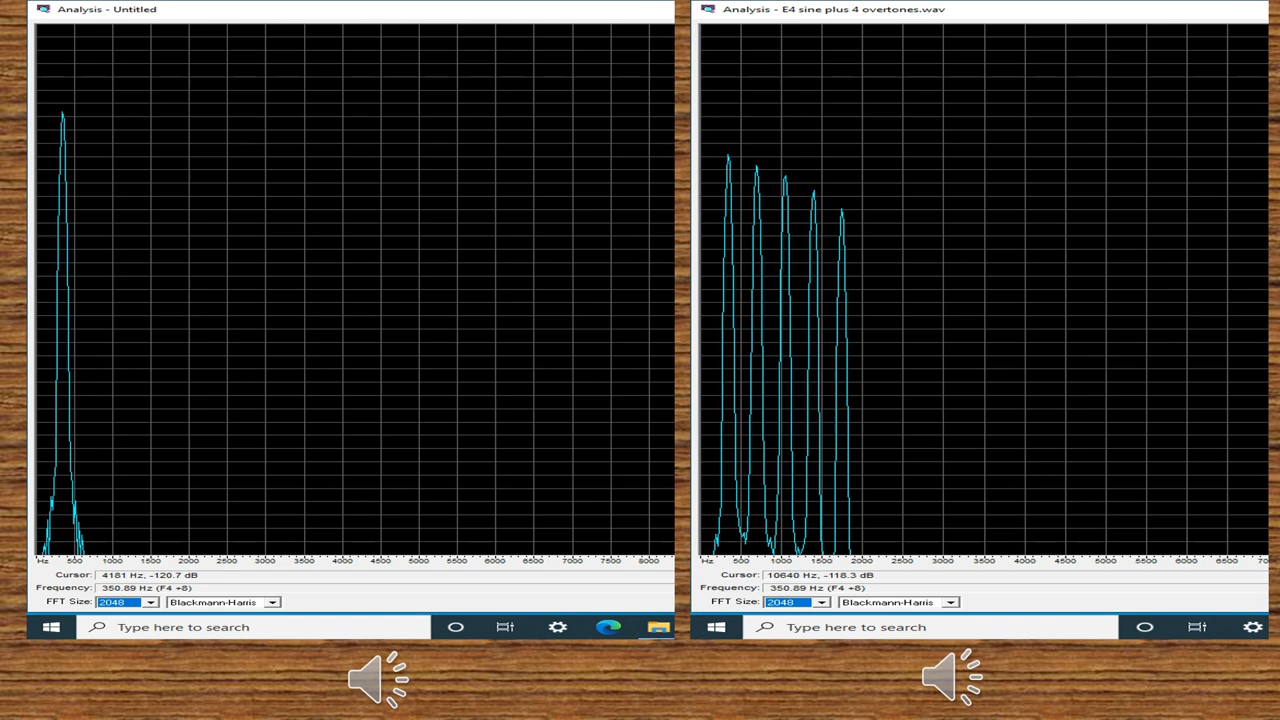 Analysis - Untitled
Hz 500 1000 1500 2000 2500 3000 3500 4000 4500 5000 5500 6000 6500 7000 7500 8000
Cursor: 4181 Hz, -120.7 dB
Frequency: 350.89 Hz (F4 +8)
FFT Size: 2048 Blackmann-Harris
Type here to search
Analysis - E4 sine plus 4 overtones.wav
Hz 500 1000 1500 2000 2500 3000 3500 4000 4500 5000 5500 6000 6500 70
Cursor: 10640 Hz, -118.3 dB
Frequency: 350.89 Hz (F4 +8)
FFT Size: 2048 Blackmann-Harris
Type here to search